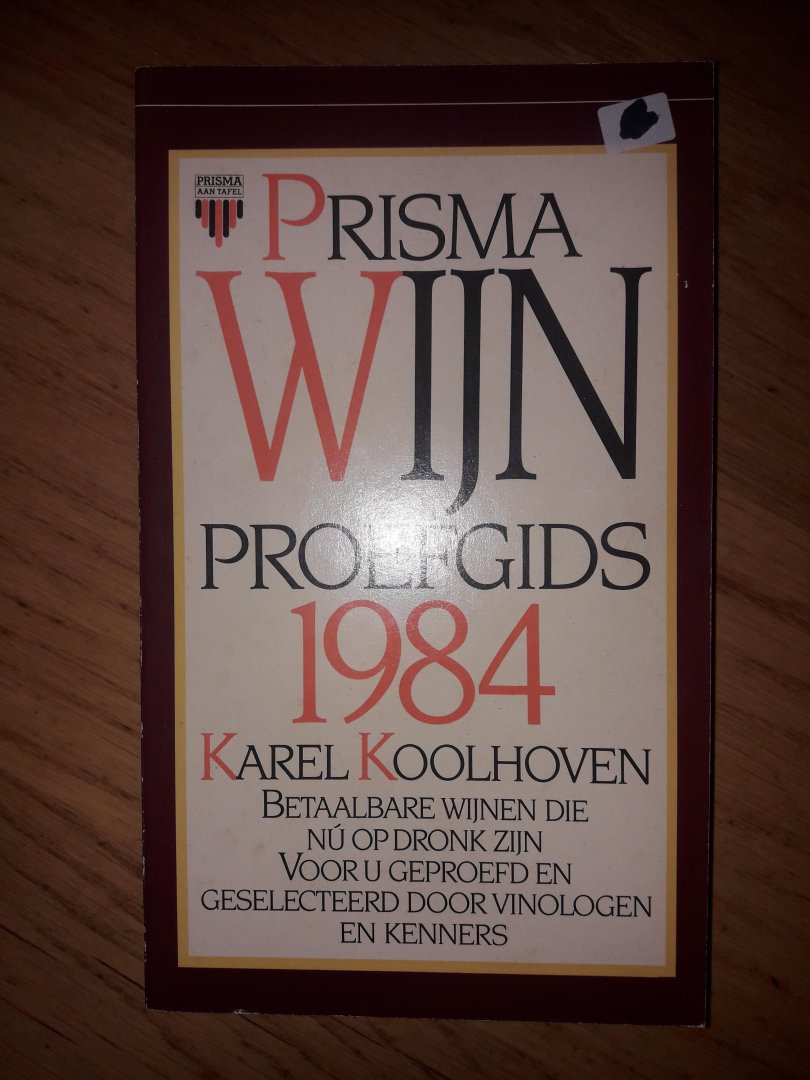 PRISMA
AAN TAFEL
PRISMA
WIJN
PROEFGIDS
1984
KAREL KOOLHOVEN
BETAALBARE WIJNEN DIE
NÚ OP DRONK ZIJN
VOOR U GEPROEFD EN
GESELECTEERD DOOR VINOLOGEN
EN KENNERS